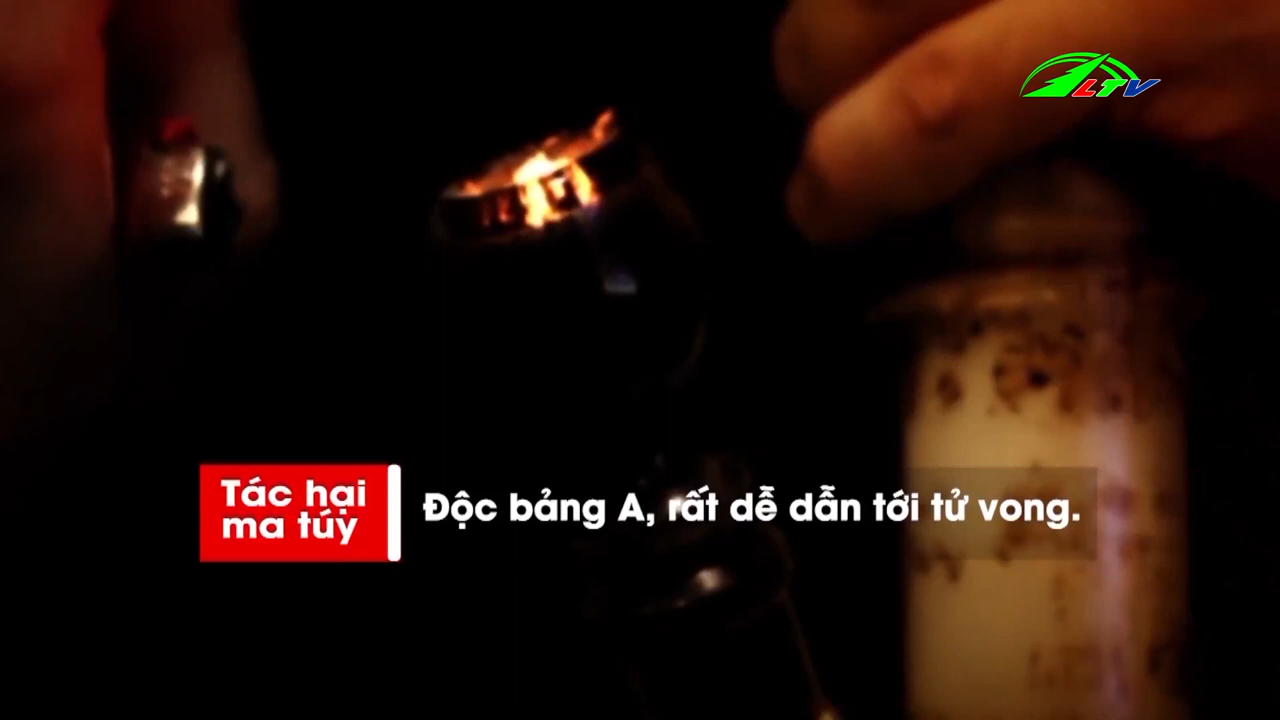 LTV
Tác hại
ma túy
Độc bảng A, rất dễ dẫn tới tử vong.